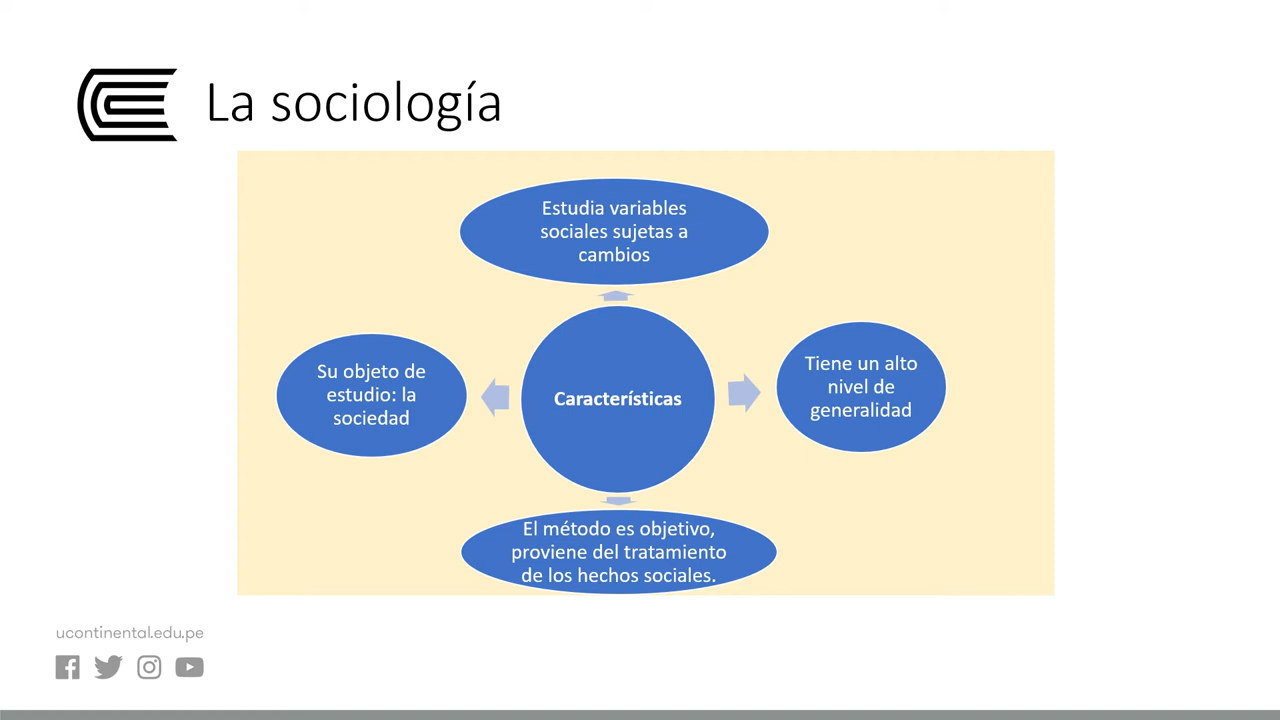 La sociología
Estudia variables
sociales sujetas a
cambios
Su objeto de
estudio: la
sociedad
Características
Tiene un alto
nivel de
generalidad
El método es objetivo,
proviene del tratamiento
de los hechos sociales.
ucontinental.edu.pe